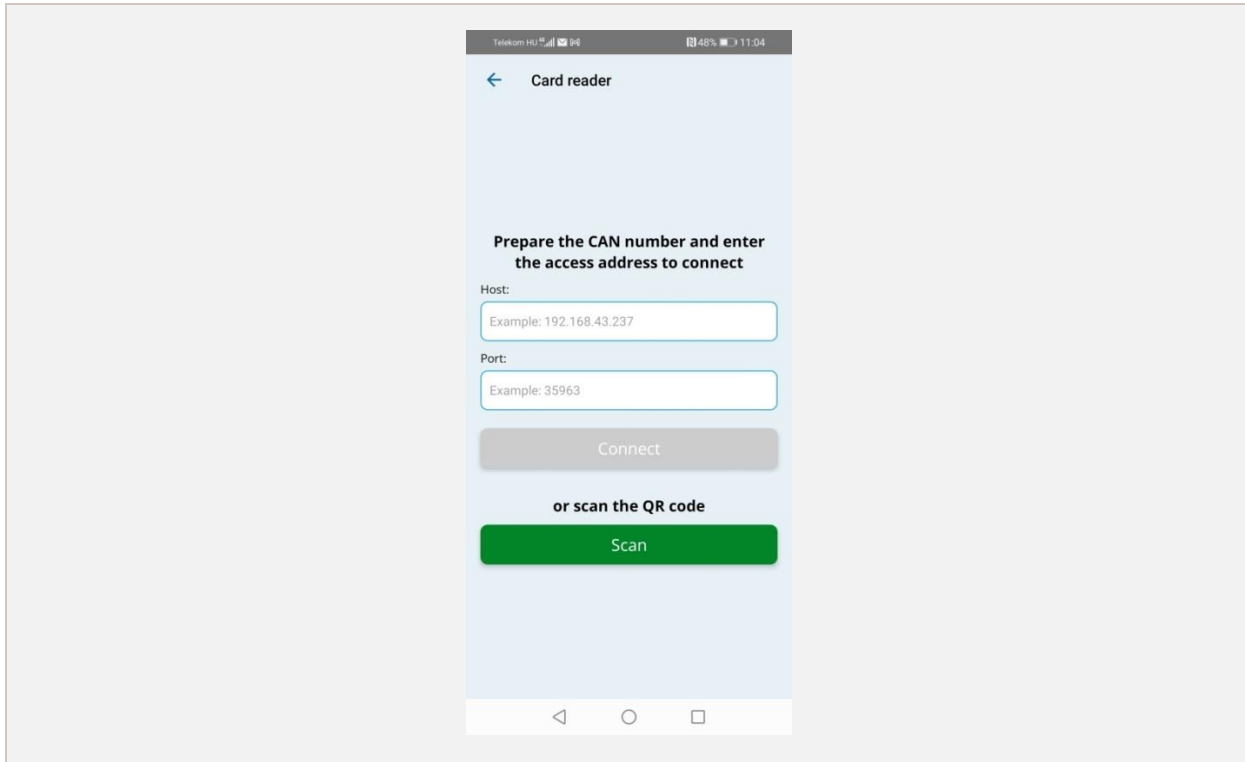 Telekom HU
48% 11:04
Card reader
Prepare the CAN number and enter
the access address to connect
Host:
Example: 192.168.43.237
Port:
Example: 35963
Connect
or scan the QR code
Scan